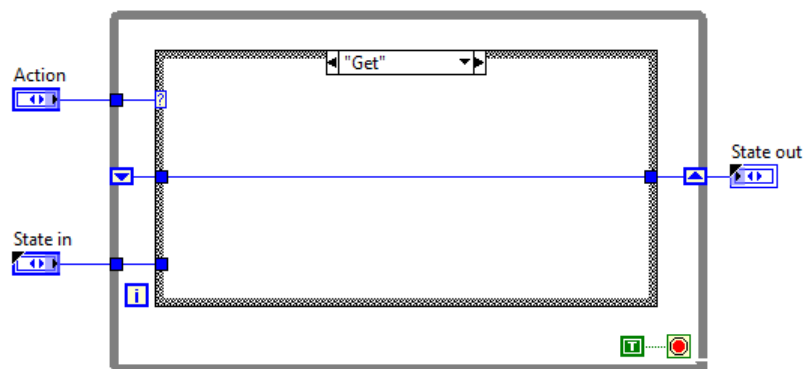 "Get"
Action
?
State out
State in
i
T